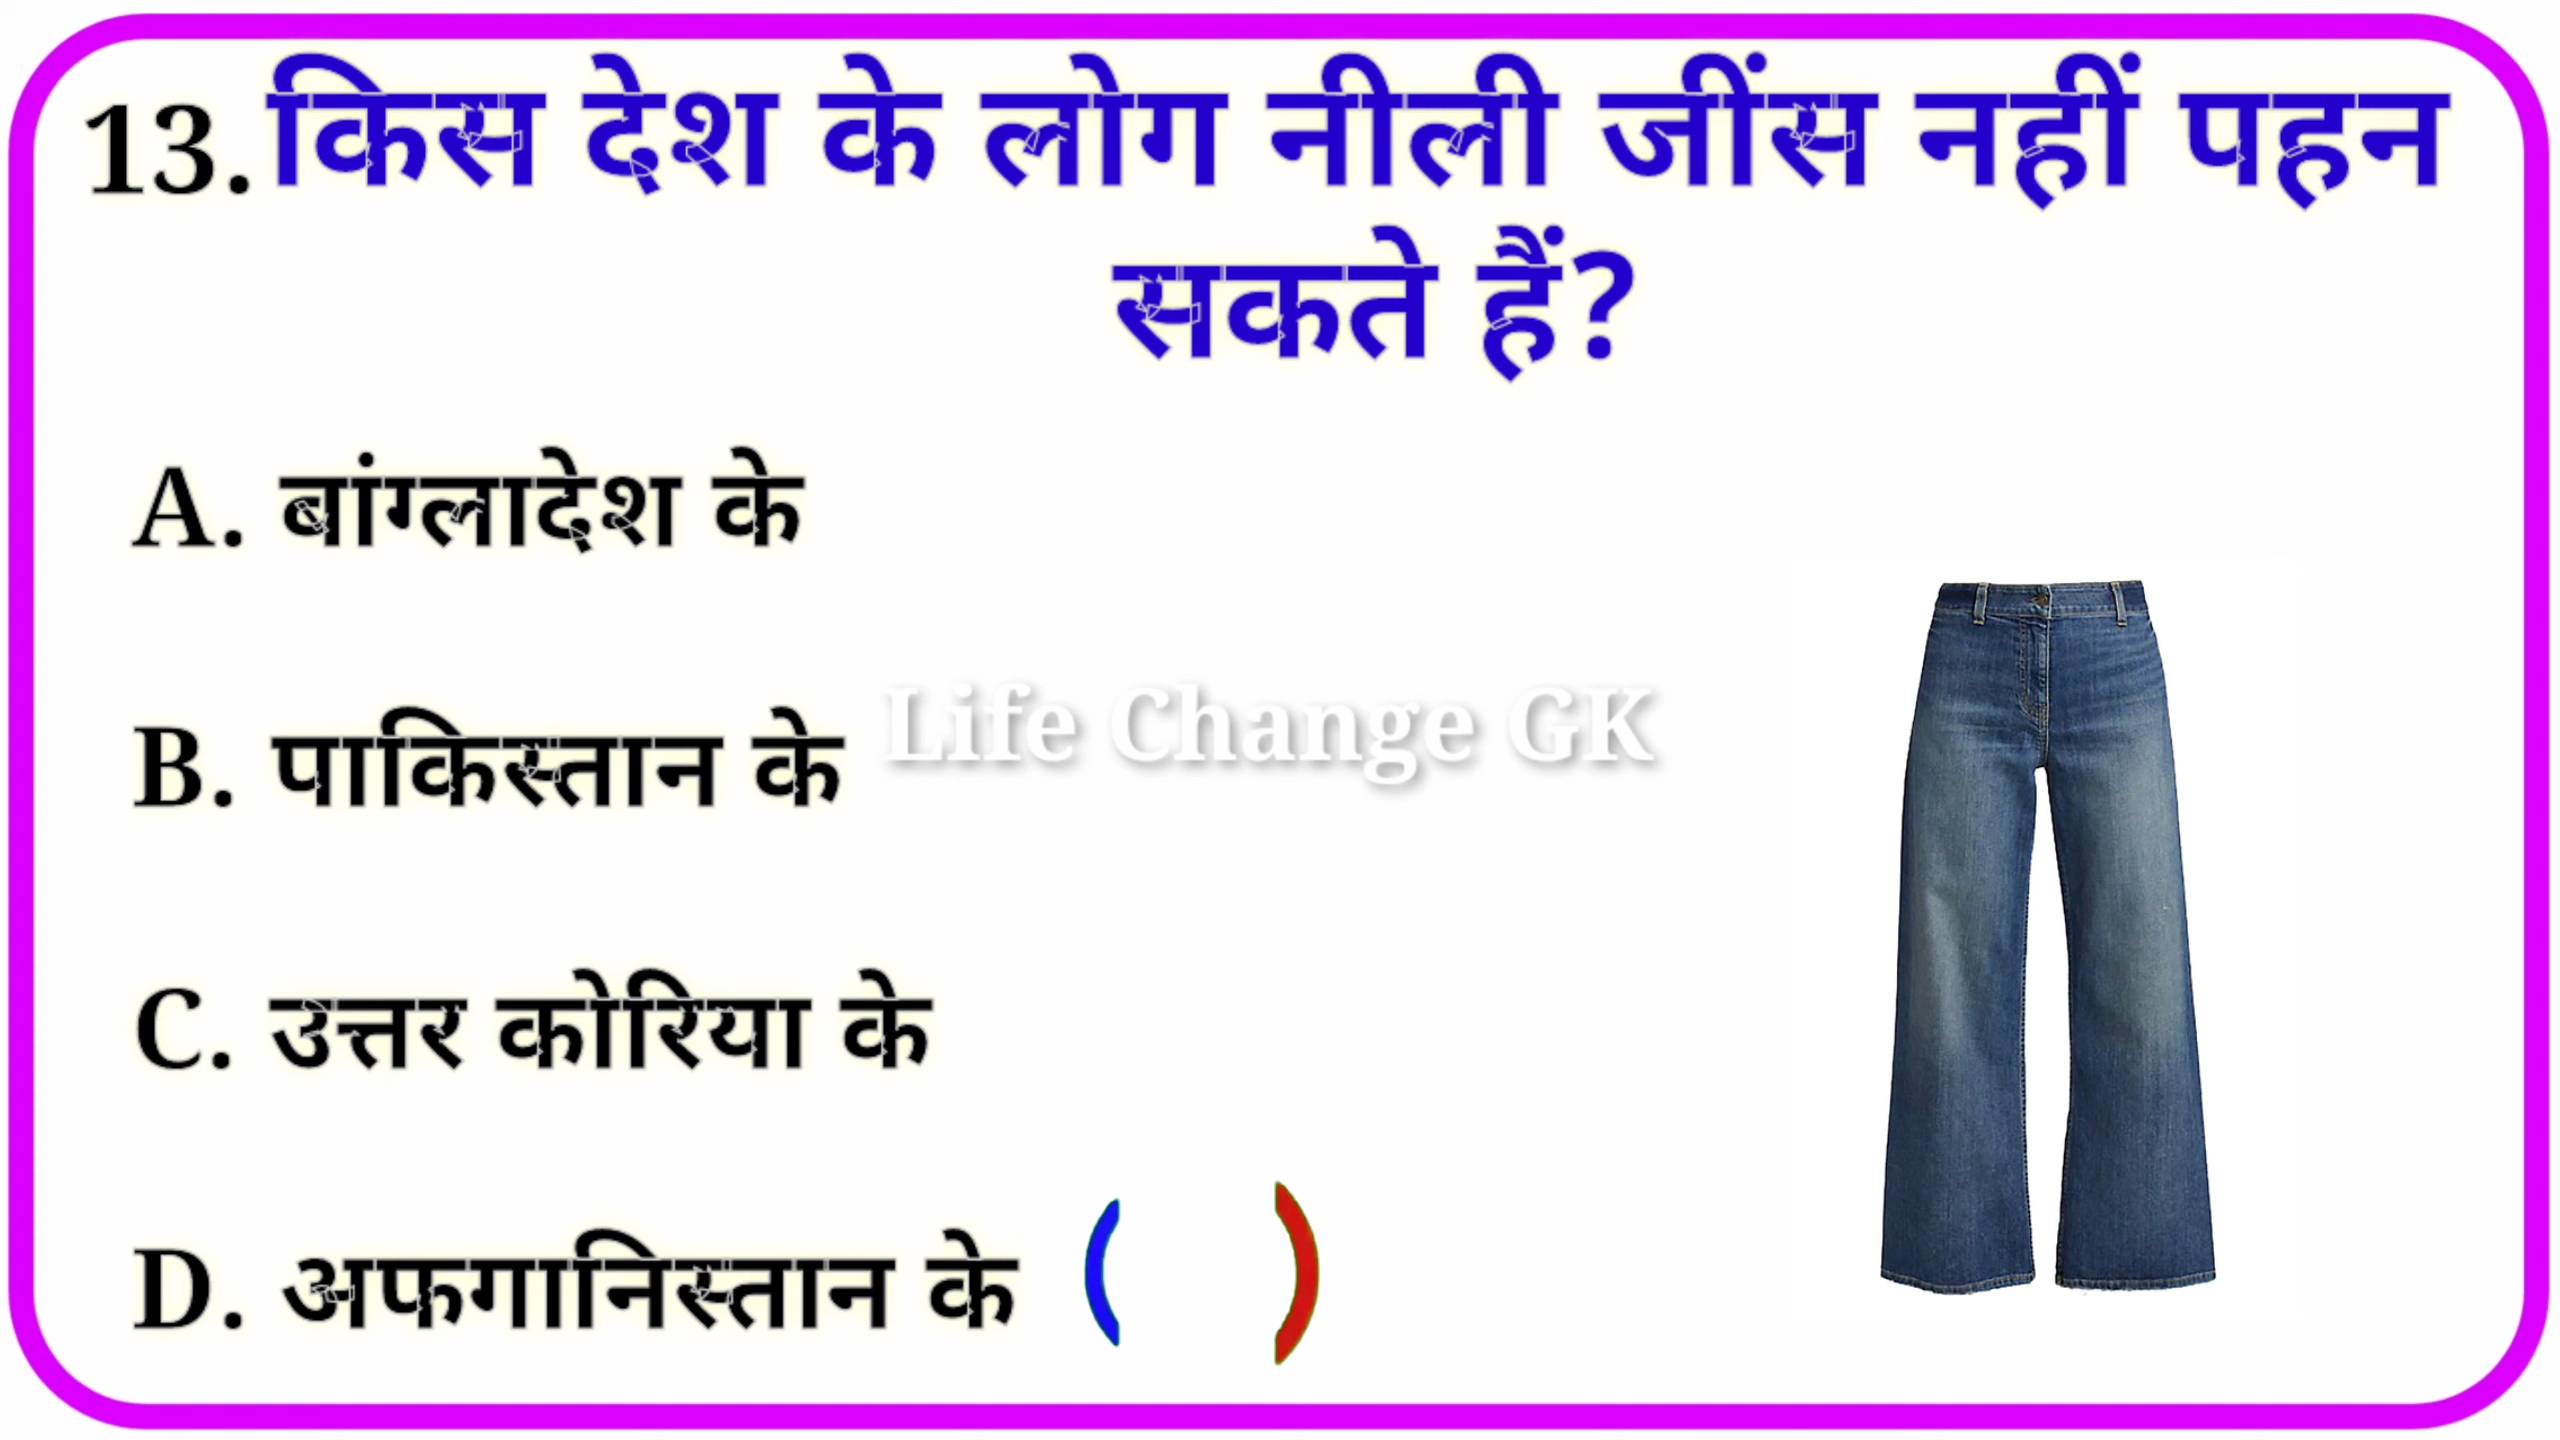 13. किस देश के लोग नीली जींस नहीं पहन
सकते हैं?
A. बांग्लादेश के
B. पाकिस्तान के
Life Change GK
C. उत्तर कोरिया के
D. अफगानिस्तान के ( )